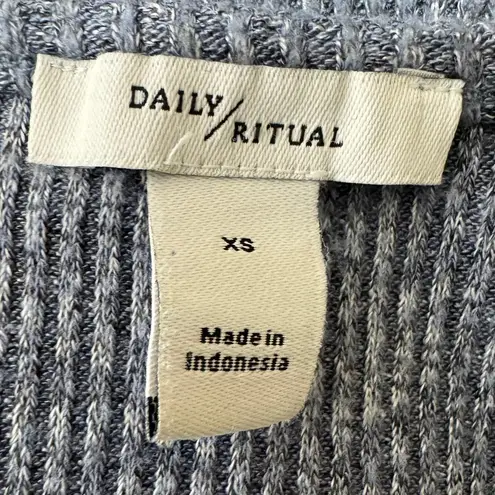 DAILY/
RITUAL
XS
Made in
Indonesia